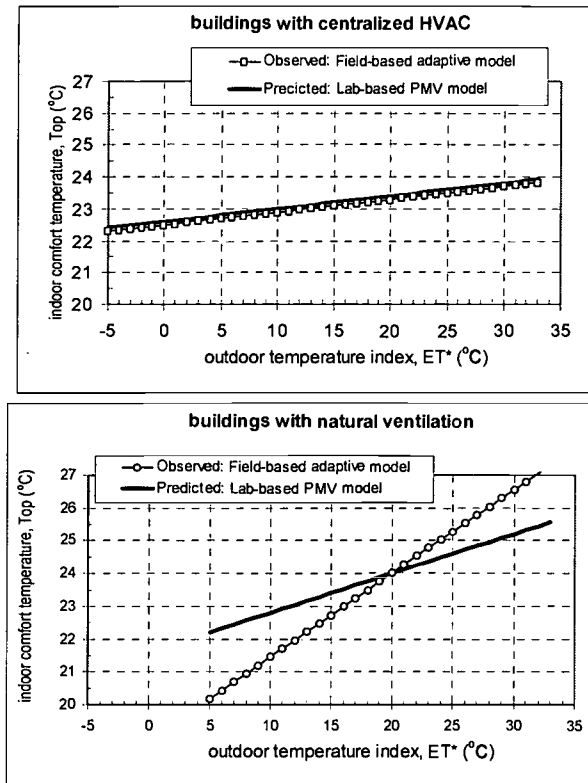 buildings with centralized HVAC
Observed: Field-based adaptive model
Precicted: Lab-based PMV model
indoor comfort temperature, Top (°C)
27
26
25
24
23
22
21
20
-5 0 5 10 15 20 25 30 35
outdoor temperature index, ET* (°C)
buildings with natural ventilation
Observed: Field-based adaptive model
Predicted: Lab-based PMV model
indoor comfort temperature, Top (°C)
27
26
25
24
23
22
21
20
-5 0 5 10 15 20 25 30 35
outdoor temperature index, ET* (°C)